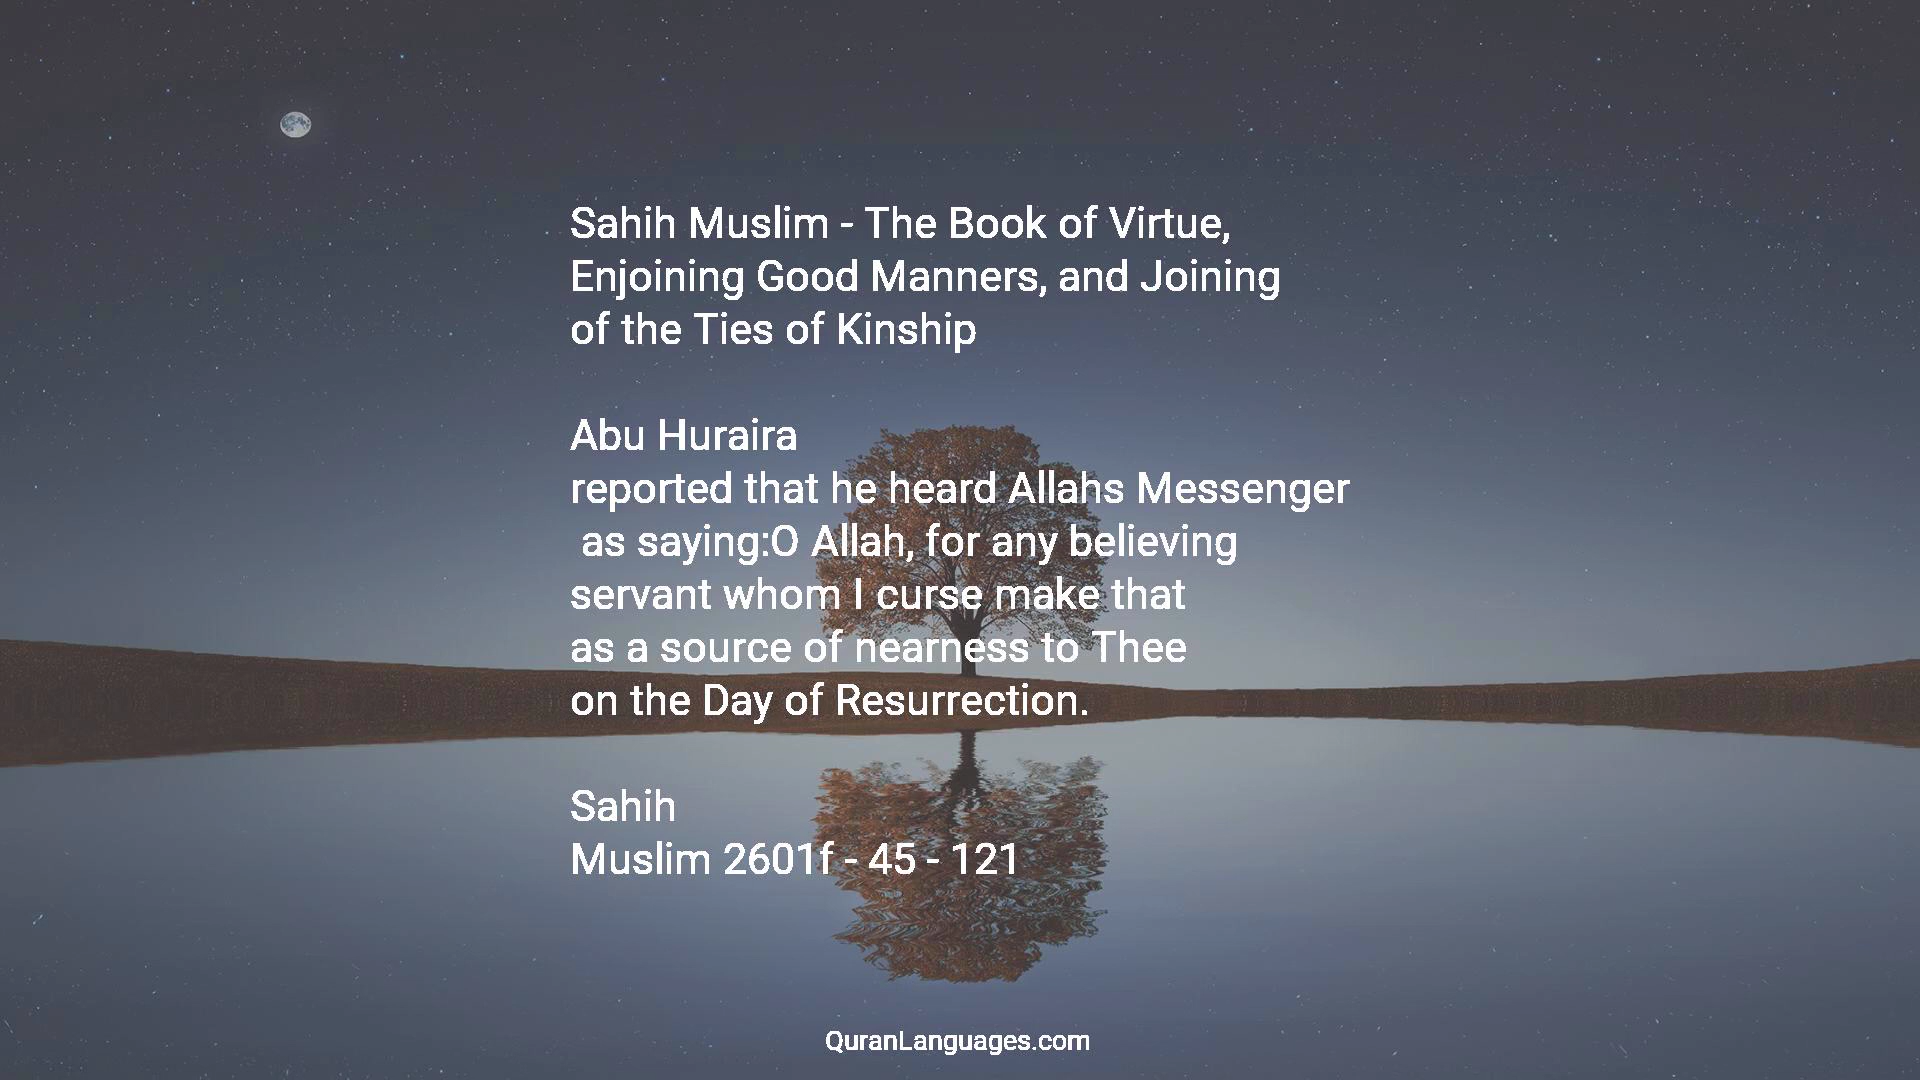 Sahih Muslim - The Book of Virtue,
Enjoining Good Manners, and Joining
of the Ties of Kinship
Abu Huraira
reported that he heard Allahs Messenger
as saying:O Allah, for any believing
servant whom I curse make that
as a source of nearness to Thee
on the Day of Resurrection.
Sahih
Muslim 2601f - 45 - 121
QuranLanguages.com